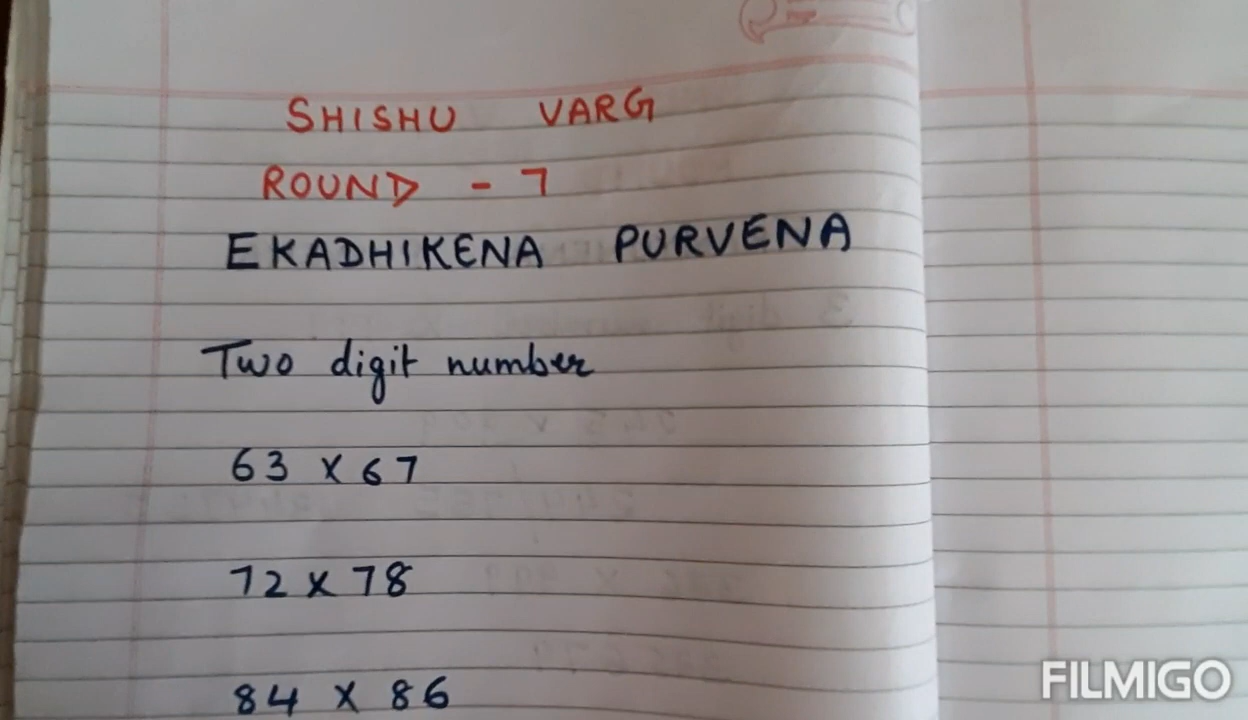 SHISHU VARG
ROUND - 7
EKADHIKENA PURVENA
Two digit number
63 x 67
72 x 78
84 x 86
FILMIGO